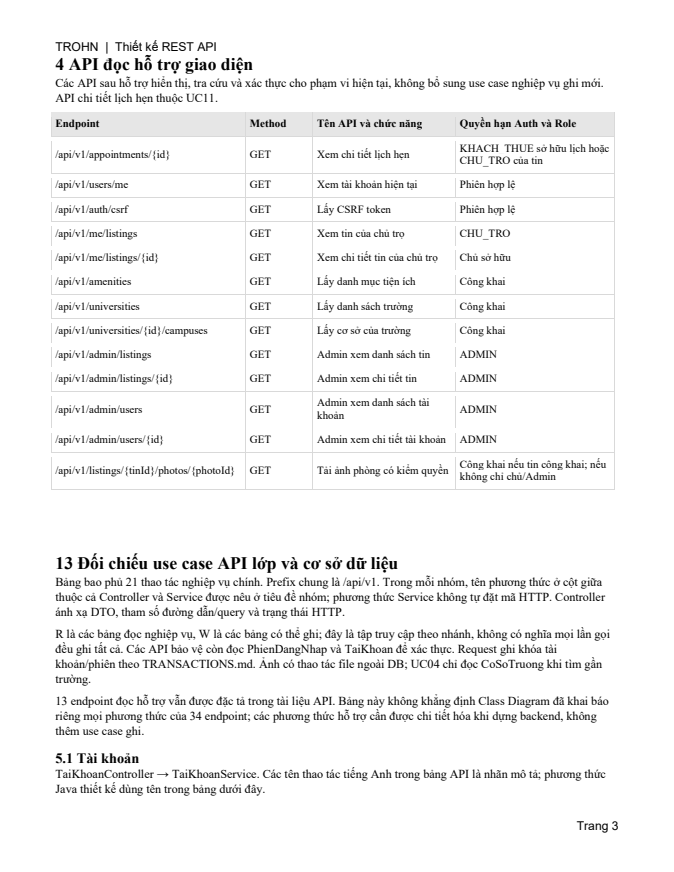 TROHN | Thiết kế REST API
4 API đọc hỗ trợ giao diện
Các API sau hỗ trợ hiển thị, tra cứu và xác thực cho phạm vi hiện tại, không bổ sung use case nghiệp vụ ghi mới.
API chi tiết lịch hẹn thuộc UC11.
Endpoint Method Tên API và chức năng Quyền hạn Auth và Role
/api/v1/appointments/{id} GET Xem chi tiết lịch hẹn KHACH_THUE sở hữu lịch hoặc
CHU_TRO của tin
/api/v1/users/me GET Xem tài khoản hiện tại Phiên hợp lệ
/api/v1/auth/csrf GET Lấy CSRF token Phiên hợp lệ
/api/v1/me/listings GET Xem tin của chủ trọ CHU_TRO
/api/v1/me/listings/{id} GET Xem chi tiết tin của chủ trọ Chủ sở hữu
/api/v1/amenities GET Lấy danh mục tiện ích Công khai
/api/v1/universities GET Lấy danh sách trường Công khai
/api/v1/universities/{id}/campuses GET Lấy cơ sở của trường Công khai
/api/v1/admin/listings GET Admin xem danh sách tin ADMIN
/api/v1/admin/listings/{id} GET Admin xem chi tiết tin ADMIN
/api/v1/admin/users GET Admin xem danh sách tài
khoản ADMIN
/api/v1/admin/users/{id} GET Admin xem chi tiết tài khoản ADMIN
/api/v1/listings/{tinId}/photos/{photoId} GET Tải ảnh phòng có kiểm quyền Công khai nếu tin công khai; nếu
không chỉ chủ/Admin
13 Đối chiếu use case API lớp và cơ sở dữ liệu
Bảng bao phủ 21 thao tác nghiệp vụ chính. Prefix chung là /api/v1. Trong mỗi nhóm, tên phương thức ở cột giữa
thuộc cả Controller và Service được nêu ở tiêu đề nhóm; phương thức Service không tự đặt mã HTTP. Controller
ánh xạ DTO, tham số đường dẫn/query và trạng thái HTTP.
R là các bảng đọc nghiệp vụ, W là các bảng có thể ghi; đây là tập truy cập theo nhánh, không có nghĩa mọi lần gọi
đều ghi tất cả. Các API bảo vệ còn đọc PhienDangNhap và TaiKhoan để xác thực. Request ghi khóa tài
khoản/phiên theo TRANSACTIONS.md. Ảnh có thao tác file ngoài DB; UC04 chỉ đọc CoSoTruong khi tìm gần
trường.
13 endpoint đọc hỗ trợ vẫn được đặc tả trong tài liệu API. Bảng này không khẳng định Class Diagram đã khai báo
riêng mọi phương thức của 34 endpoint; các phương thức hỗ trợ cần được chi tiết hóa khi dựng backend, không
thêm use case ghi.
5.1 Tài khoản
TaiKhoanController → TaiKhoanService. Các tên thao tác tiếng Anh trong bảng API là nhãn mô tả; phương thức
Java thiết kế dùng tên trong bảng dưới đây.
Trang 3